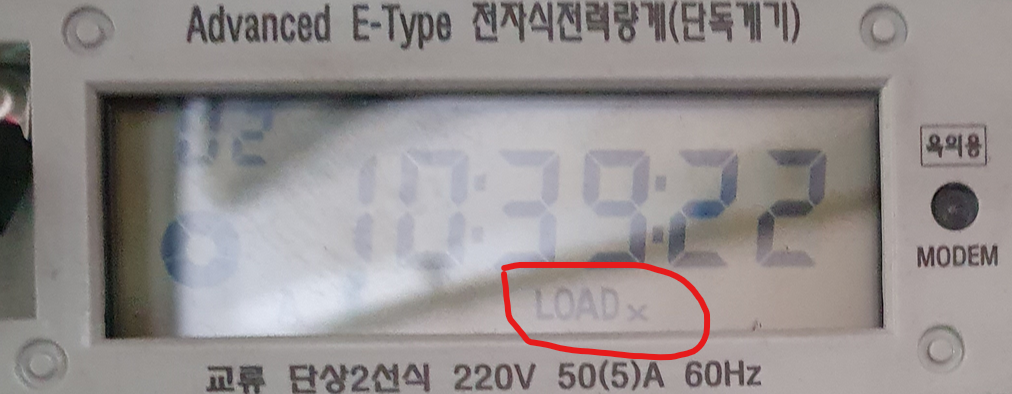 Advanced E-Type 전자식전력량계(단독계기)
02
10:39:22
옥외용
MODEM
A
LOAD x
교류 단상2선식 220V 50(5)A 60Hz